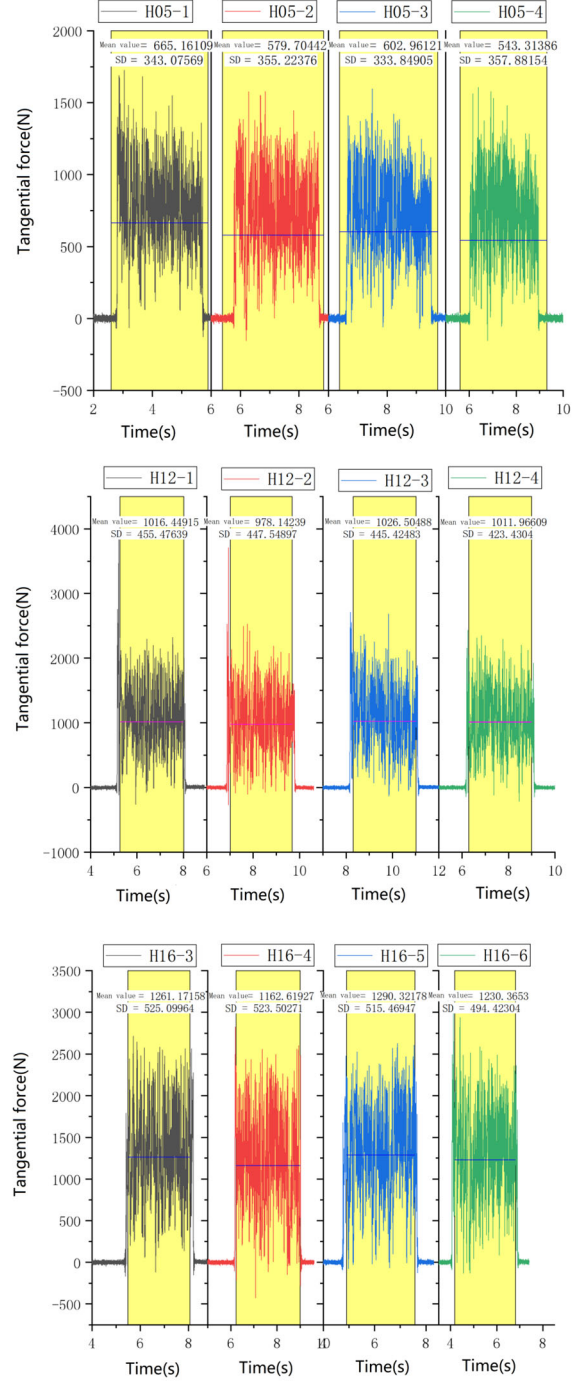 H05-1 H05-2 H05-3 H05-4
Mean value= 665.16109 Mean value= 579.70442 Mean value= 602.96121 Mean value= 543.31386
SD = 343.07569 SD = 355.22376 SD = 333.84905 SD = 357.88154
2000
1500
1000
500
0
-500
Tangential force(N)
2 4 6 6 8 6 8 10 6 8 10
Time(s) Time(s) Time(s) Time(s)
H12-1 H12-2 H12-3 H12-4
Mean value= 1016.44915 Mean value= 978.14239 Mean value= 1026.50488 Mean value= 1011.96609
SD = 455.47639 SD = 447.54897 SD = 445.42483 SD = 423.4304
4000
3000
2000
1000
0
-1000
Tangential force(N)
4 6 8 6 8 10 8 10 12 6 8 10
Time(s) Time(s) Time(s) Time(s)
H16-3 H16-4 H16-5 H16-6
Mean value= 1261.17158 Mean value= 1162.61927 Mean value= 1290.32178 Mean value= 1230.3653
SD = 525.09964 SD = 523.50271 SD = 515.46947 SD = 494.42304
3500
3000
2500
2000
1500
1000
500
0
-500
Tangential force(N)
4 6 8 6 8 6 8 4 6 8
Time(s) Time(s) Time(s) Time(s)